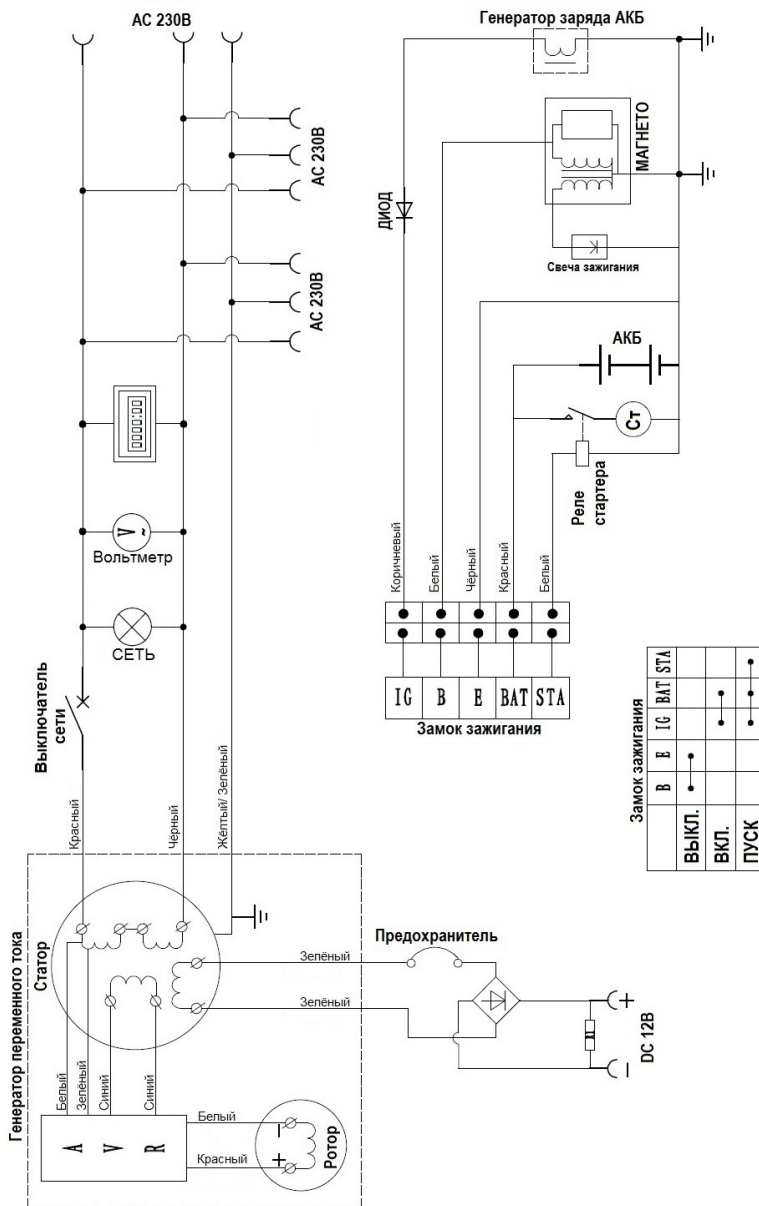 AC 230В
AC 230В
AC 230В
00000:00
V ~
Вольтметр
СЕТЬ
Выключатель
сети
Красный
Чёрный
Жёлтый/ Зелёный
Генератор переменного тока
Статор
Белый
Зелёный
Синий
Синий
A V R
Белый
Красный
Ротор
Зелёный
Зелёный
Предохранитель
DC 12В
Генератор заряда АКБ
МАГНЕТО
ДИОД
Свеча зажигания
АКБ
Ст
Реле
стартера
Коричневый
Белый
Чёрный
Красный
Белый
IG B E BAT STA
Замок зажигания
Замок зажигания
B E IG BAT STA
ВЫКЛ.
ВКЛ.
ПУСК